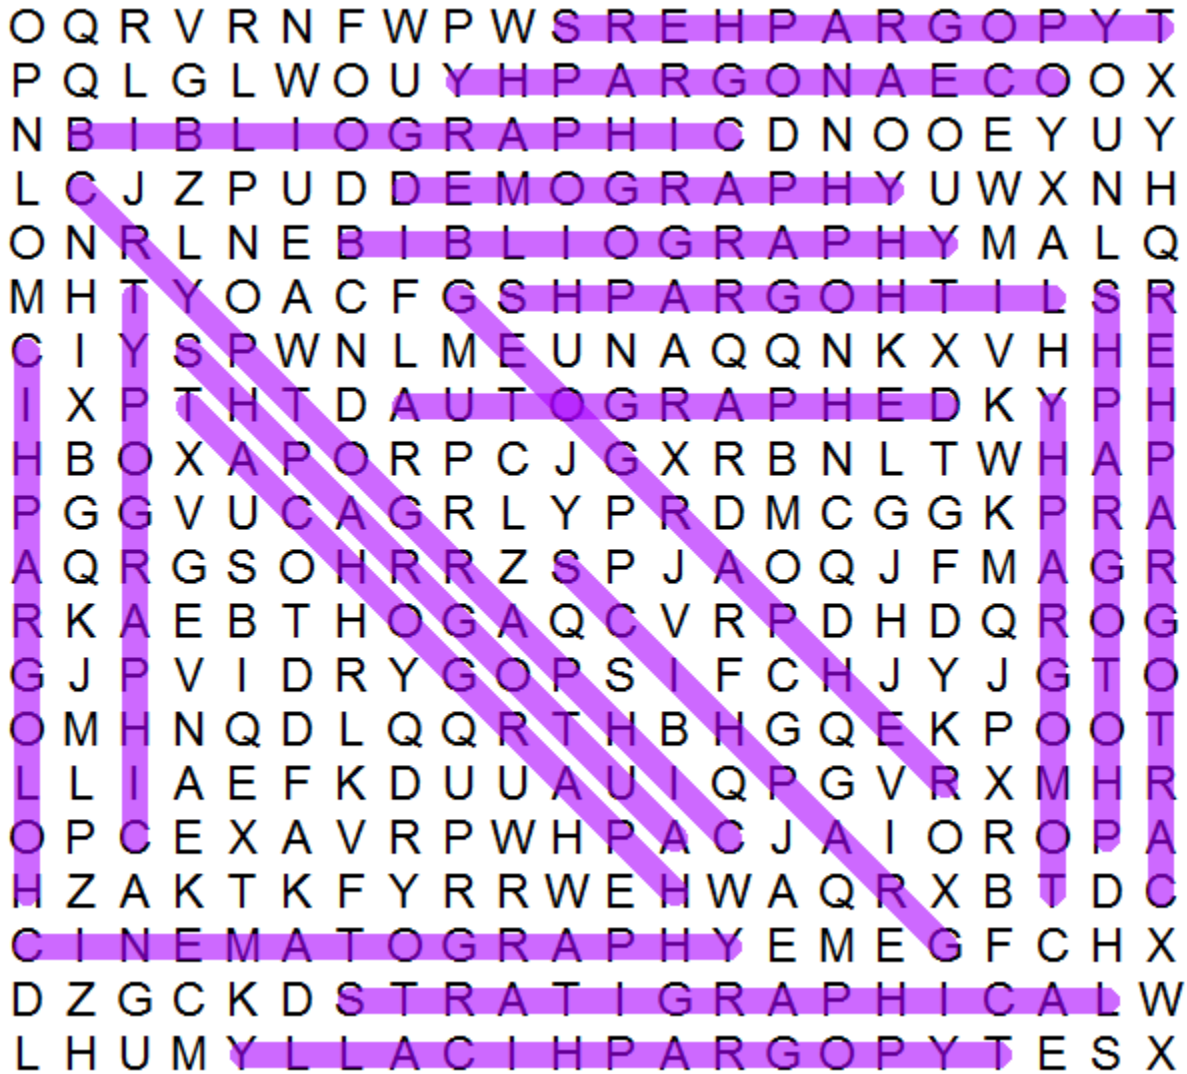 O Q R V R N F W P W S R E H P A R G O P Y T
P Q L G L W O U Y H P A R G O N A E C O O X
N B I B L I O G R A P H I C D N O O E Y U Y
L C J Z P U D D E M O G R A P H Y U W X N H
O N R L N E B I B L I O G R A P H Y M A L Q
M H T Y O A C F G S H P A R G O H T I L S R
C I Y S P W N L M E U N A Q Q N K X V H H E
I X P T H T D A U T O G R A P H E D K Y P H
H B O X A P O R P C J G X R B N L T W H A P
P G G V U C A G R L Y P R D M C G G K P R A
A Q R G S O H R R Z S P J A O Q J F M A G R
R K A E B T H O G A Q C V R P D H D Q R O G
G J P V I D R Y G O P S I F C H J Y J G T O
O M H N Q D L Q Q R T H B H G Q E K P O O T
L L I A E F K D U U A U I Q P G V R X M H R
O P C E X A V R P W H P A C J A I O R O P A
H Z A K T K F Y R R W E H W A Q R X B T D C
C I N E M A T O G R A P H Y E M E G F C H X
D Z G C K D S T R A T I G R A P H I C A L W
L H U M Y L L A C I H P A R G O P Y T E S X